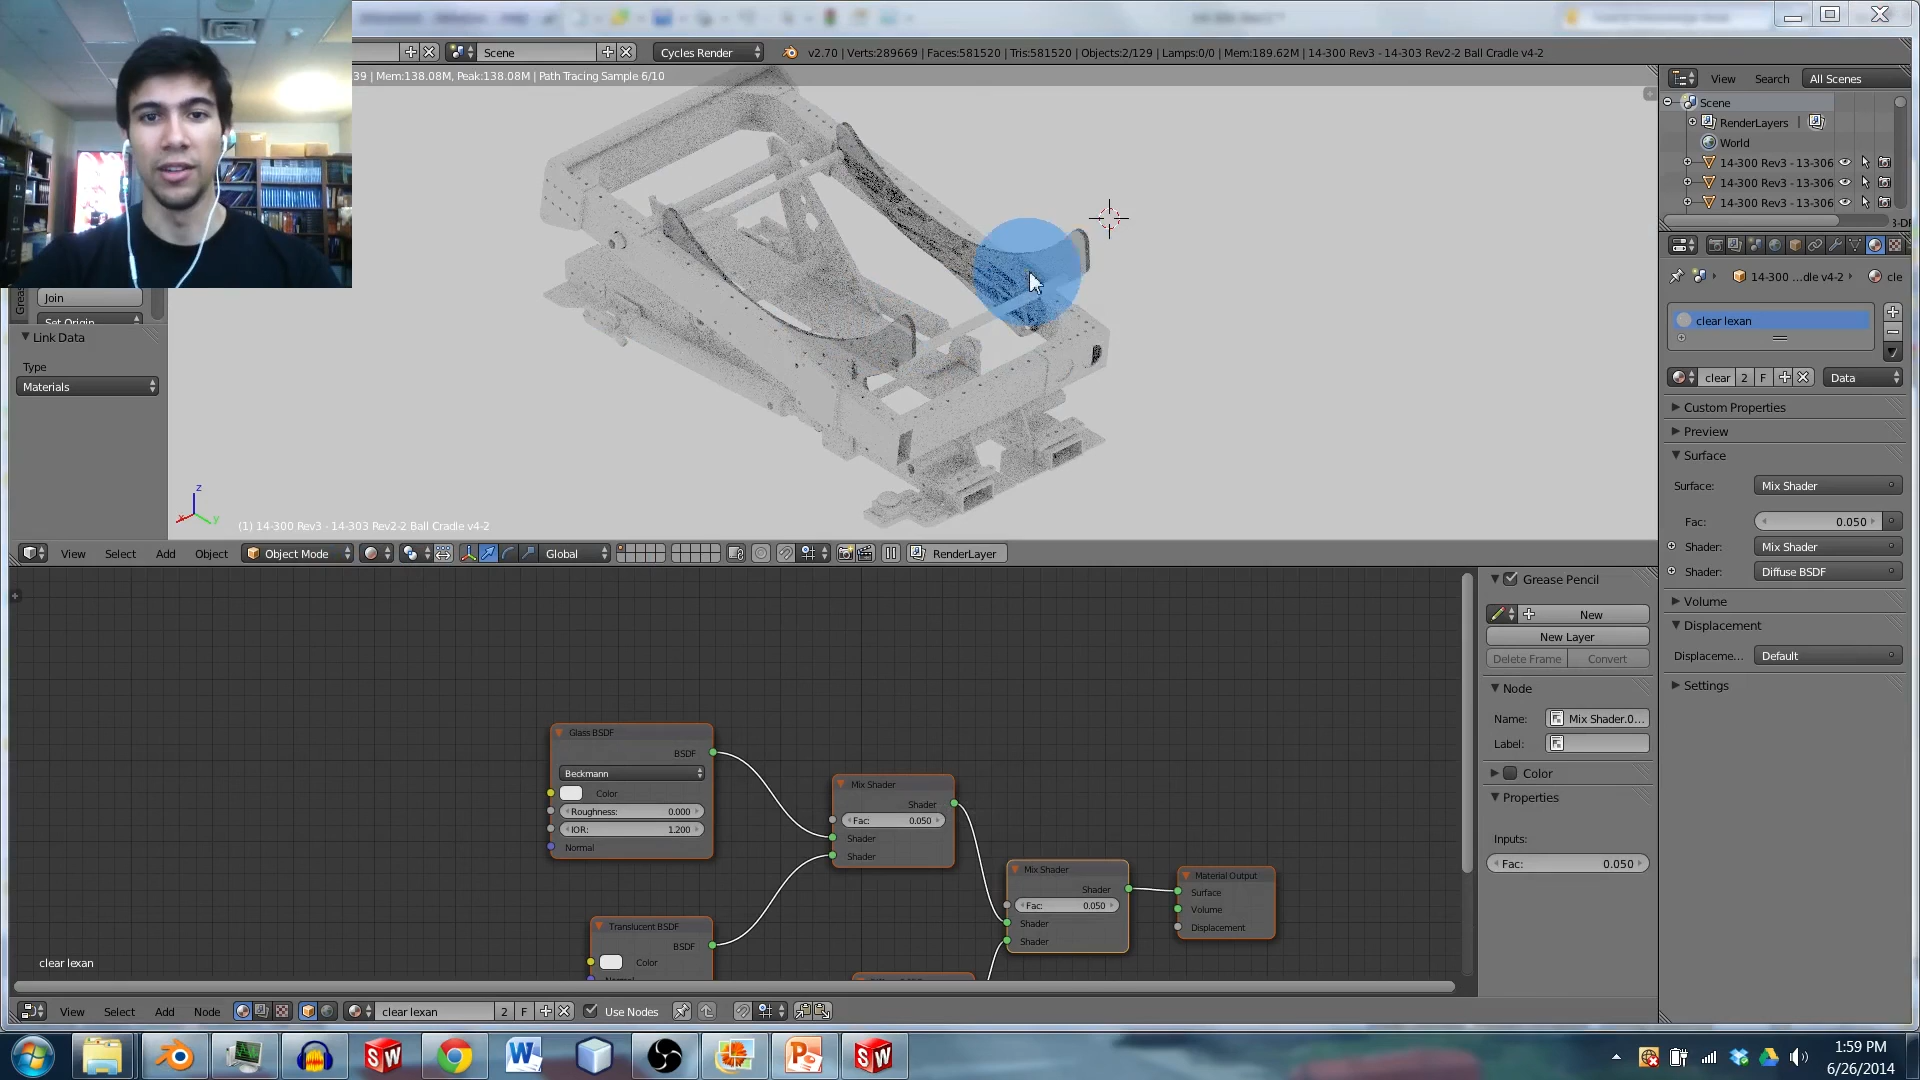 Scene
Cycles Render
v2.70 | Verts:289669 | Faces:581520 | Tris:581520 | Objects:2/129 | Lamps:0/0 | Mem:189.62M | 14-300 Rev3 - 14-303 Rev2-2 Ball Cradle v4-2
39 | Mem:138.08M, Peak:138.08M | Path Tracing Sample 6/10
View
Search
All Scenes
Scene
RenderLayers |
World
14-300 Rev3 - 13-306
14-300 Rev3 - 13-306
14-300 Rev3 - 13-306
14-300 ...dle v4-2
cle
Join
Set Origin
Link Data
Type
Materials
z
x
y
(1) 14-300 Rev3 - 14-303 Rev2-2 Ball Cradle v4-2
View
Select
Add
Object
Object Mode
Global
RenderLayer
clear lexan
clear
2
F
Data
Custom Properties
Preview
Surface
Surface:
Mix Shader
Fac:
0.050
Shader:
Mix Shader
Shader:
Diffuse BSDF
Volume
Displacement
Displaceme...
Default
Settings
Grease Pencil
New
New Layer
Delete Frame
Convert
Node
Name:
Mix Shader.0...
Label:
Color
Properties
Inputs:
Fac: 0.050
Glass BSDF
BSDF
Beckmann
Color
Roughness: 0.000
IOR: 1.200
Normal
Translucent BSDF
BSDF
Color
Mix Shader
Shader
Fac: 0.050
Shader
Shader
Mix Shader
Shader
Fac: 0.050
Shader
Shader
Material Output
Surface
Volume
Displacement
clear lexan
View
Select
Add
Node
clear lexan
2
F
Use Nodes
1:59 PM
6/26/2014